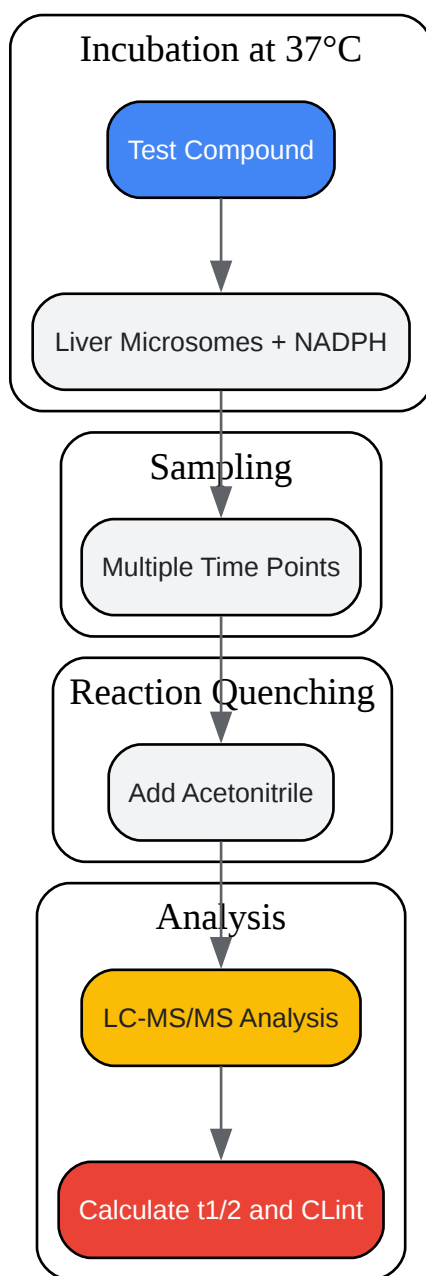 Incubation at 37°C
Test Compound
Liver Microsomes + NADPH
Sampling
Multiple Time Points
Reaction Quenching
Add Acetonitrile
Analysis
LC-MS/MS Analysis
Calculate t1/2 and CLint